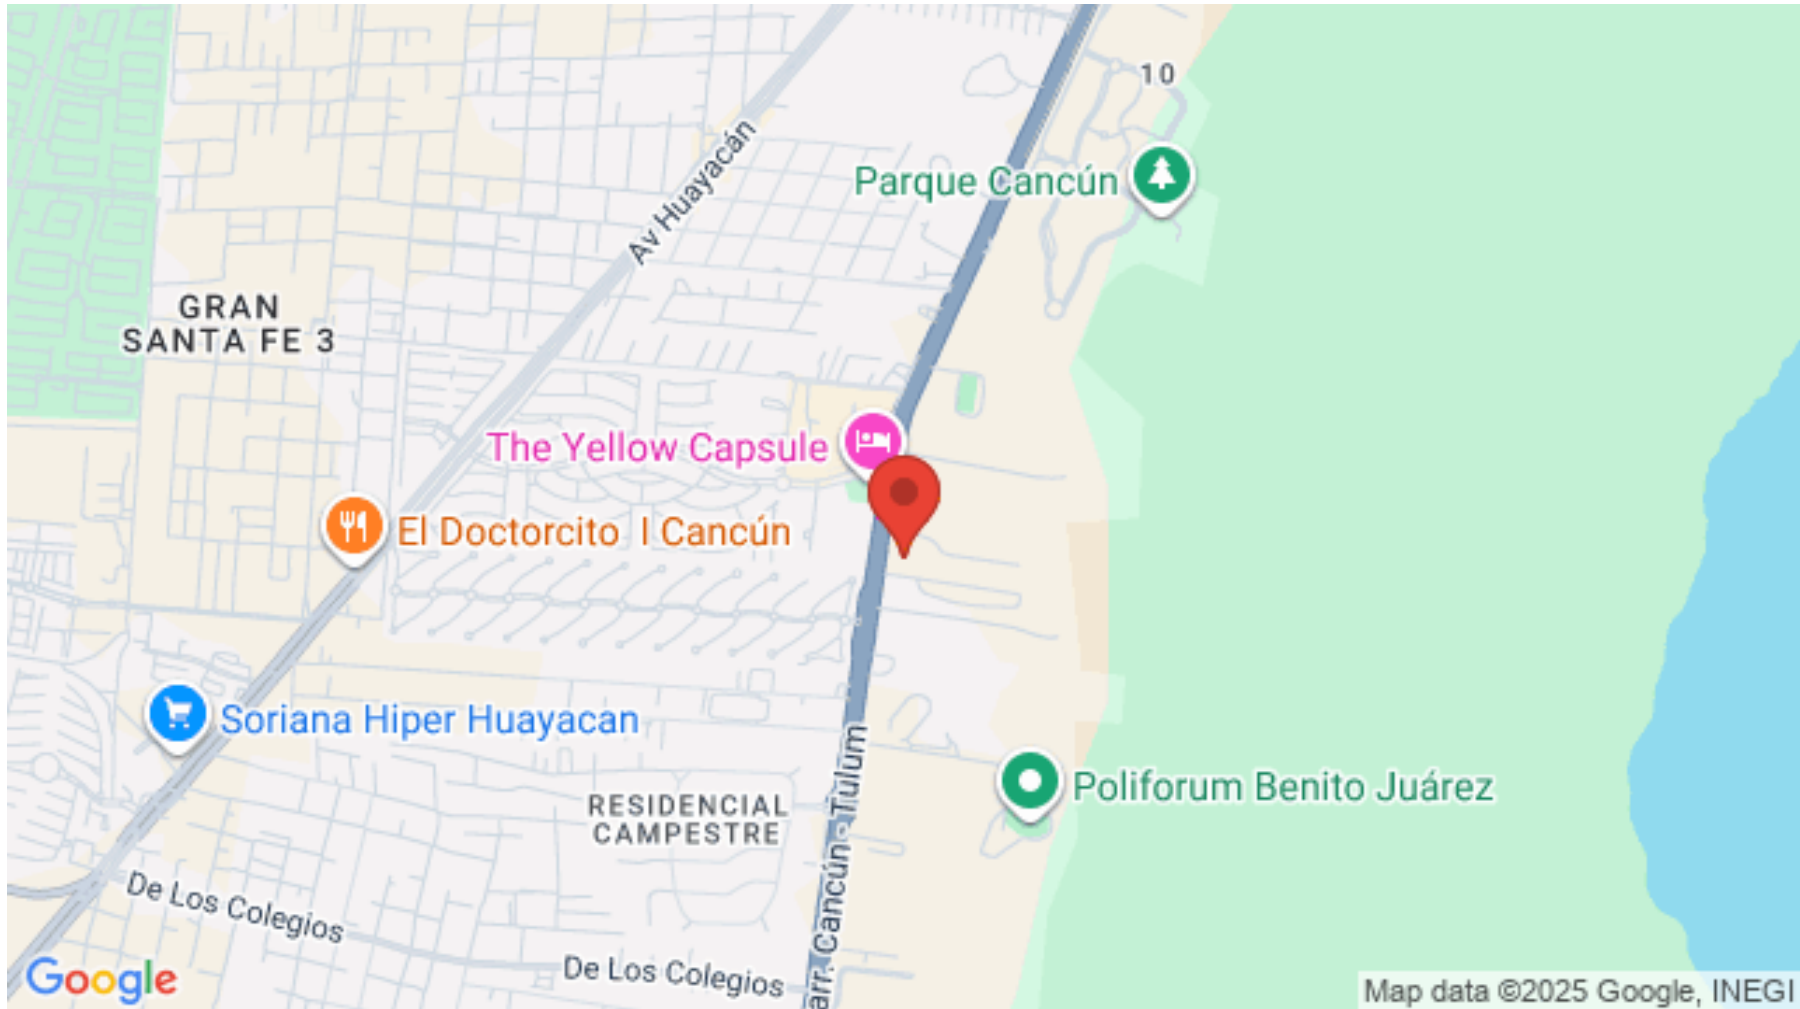 10
Av Huayacán
Parque Cancún
GRAN
SANTA FE 3
The Yellow Capsule
El Doctorcito I Cancún
Soriana Hiper Huayacan
Poliforum Benito Juárez
RESIDENCIAL
CAMPESTRE
arr. Cancún - Tulum
De Los Colegios
De Los Colegios
Google
Map data ©2025 Google, INEGI